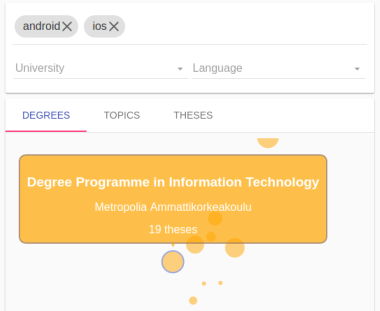 android ios
University Language
DEGREES TOPICS THESES
Degree Programme in Information Technology
Metropolia Ammattikorkeakoulu
19 theses